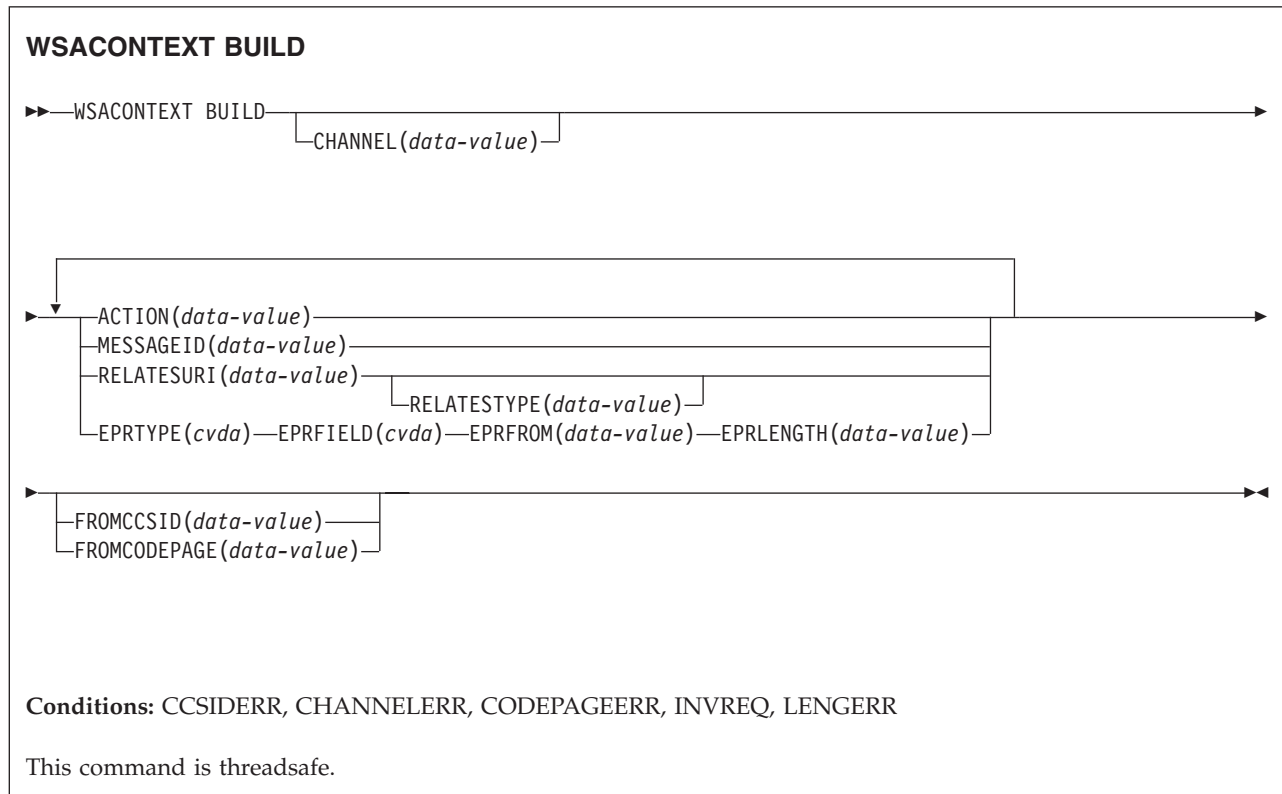 WSACONTEXT BUILD
WSACONTEXT BUILD
CHANNEL(data-value)
ACTION(data-value)
MESSAGEID(data-value)
RELATESURI(data-value)
RELATESTYPE(data-value)
EPRTYPE(cvda) EPRFIELD(cvda) EPRFROM(data-value) EPRLENGTH(data-value)
FROMCCSID(data-value)
FROMCODEPAGE(data-value)
Conditions: CCSIDERR, CHANNELERR, CODEPAGEERR, INVREQ, LENGERR
This command is threadsafe.